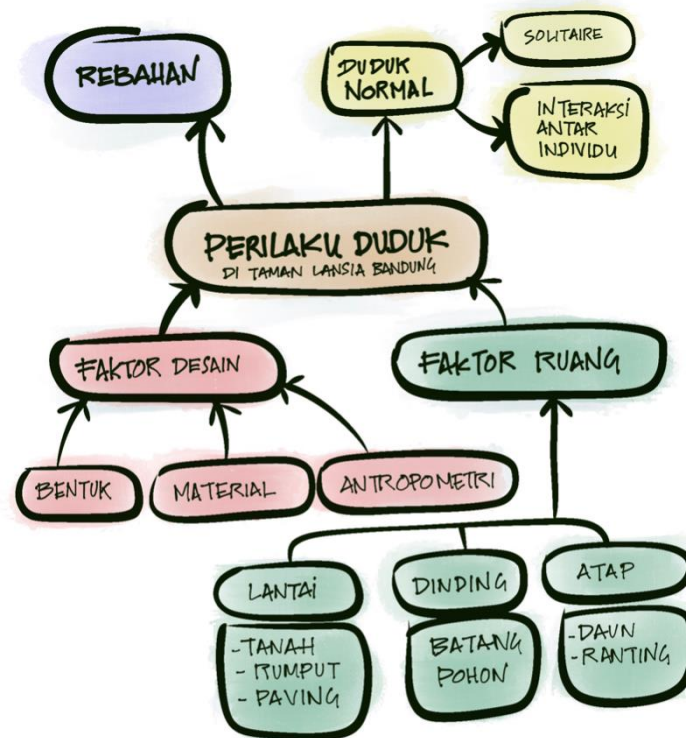 REBAHAN
DUDUK
NORMAL
SOLITAIRE
INTERAKSI
ANTAR
INDIVIDU
PERILAKU DUDUK
DI TAMAN LANSIA BANDUNG
FAKTOR DESAIN
FAKTOR RUANG
BENTUK
MATERIAL
ANTROPOMETRI
LANTAI
- TANAH
- RUMPUT
- PAVING
DINDING
BATANG
POHON
ATAP
- DAUN
- RANTING